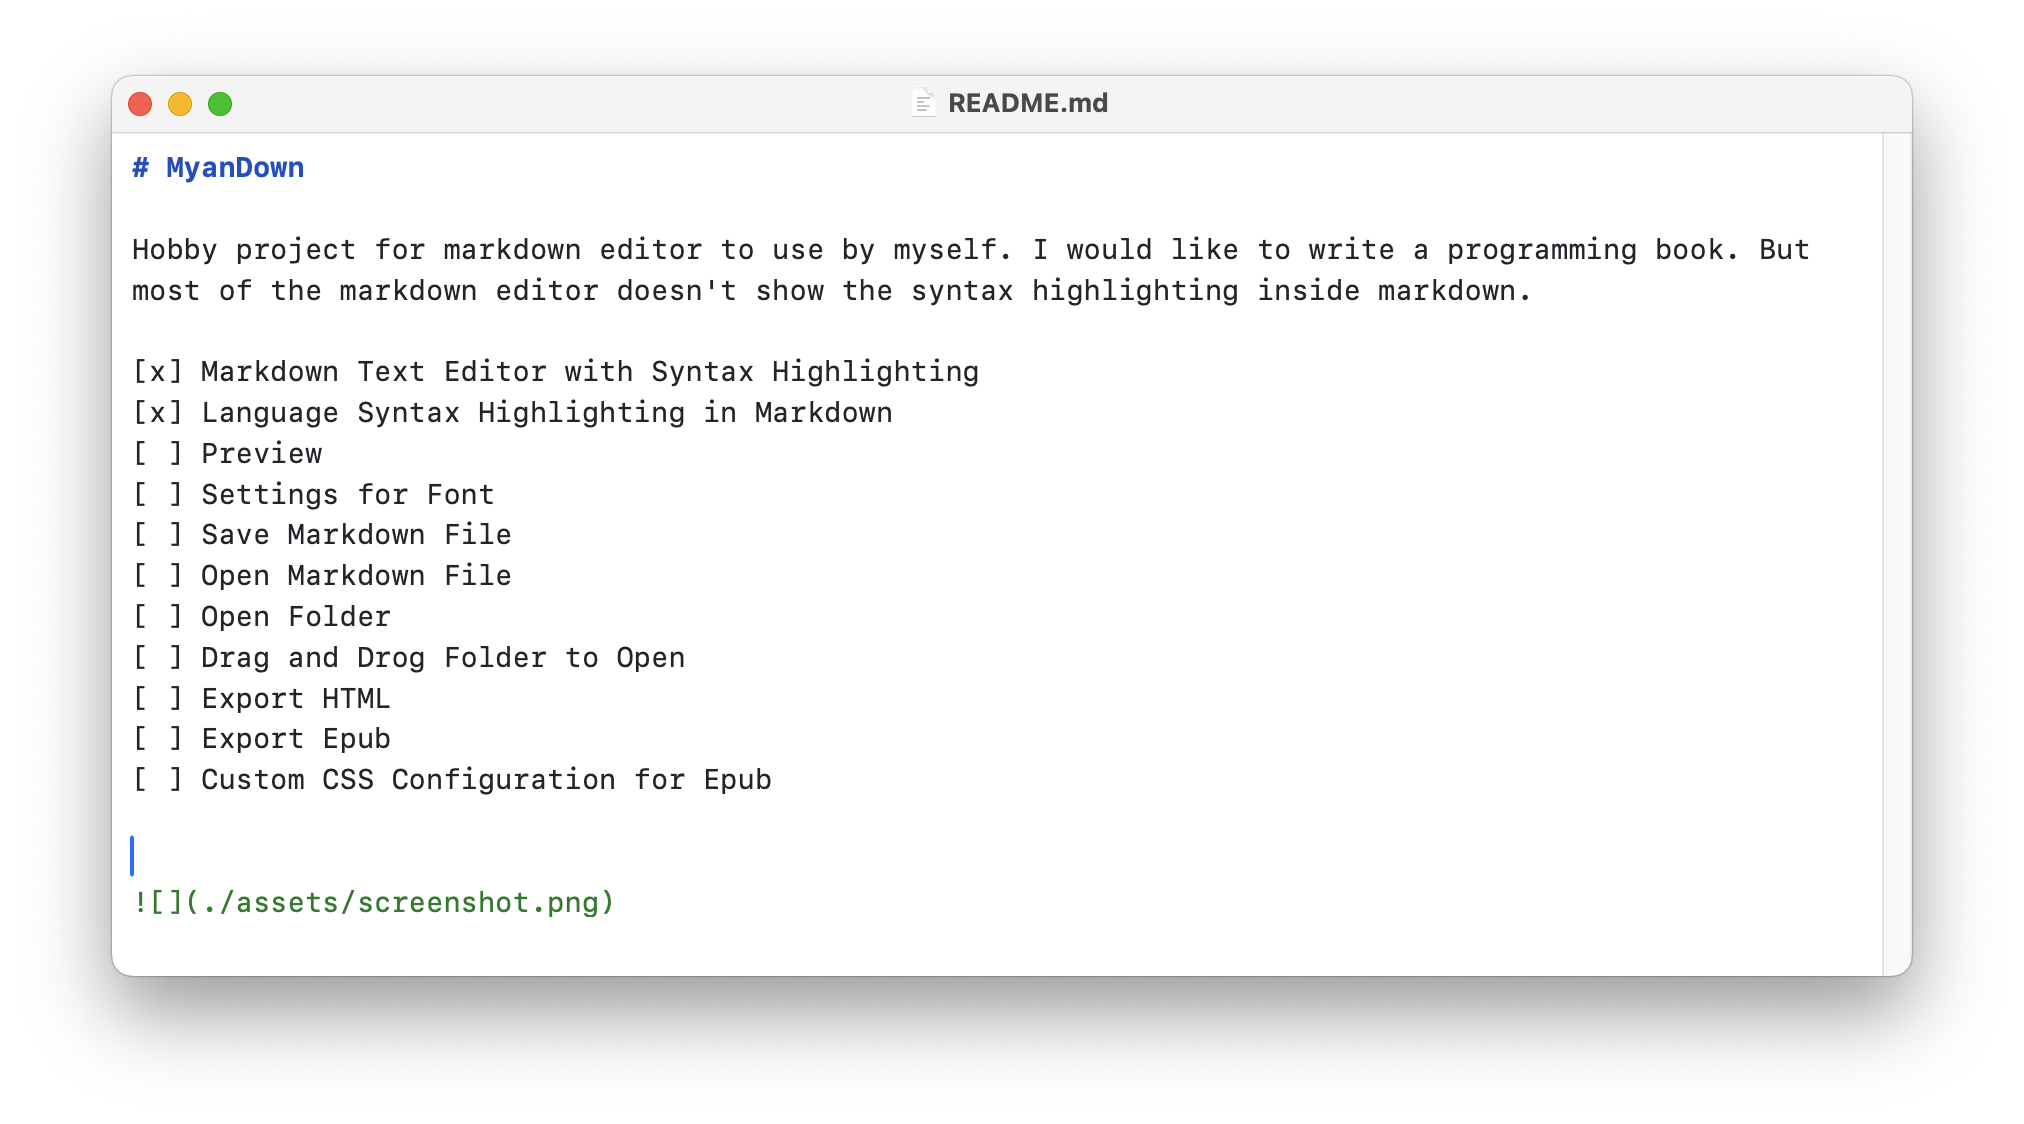 README.md
# MyanDown
Hobby project for markdown editor to use by myself. I would like to write a programming book. But
most of the markdown editor doesn't show the syntax highlighting inside markdown.
[x] Markdown Text Editor with Syntax Highlighting
[x] Language Syntax Highlighting in Markdown
[ ] Preview
[ ] Settings for Font
[ ] Save Markdown File
[ ] Open Markdown File
[ ] Open Folder
[ ] Drag and Drog Folder to Open
[ ] Export HTML
[ ] Export Epub
[ ] Custom CSS Configuration for Epub
![](./assets/screenshot.png)